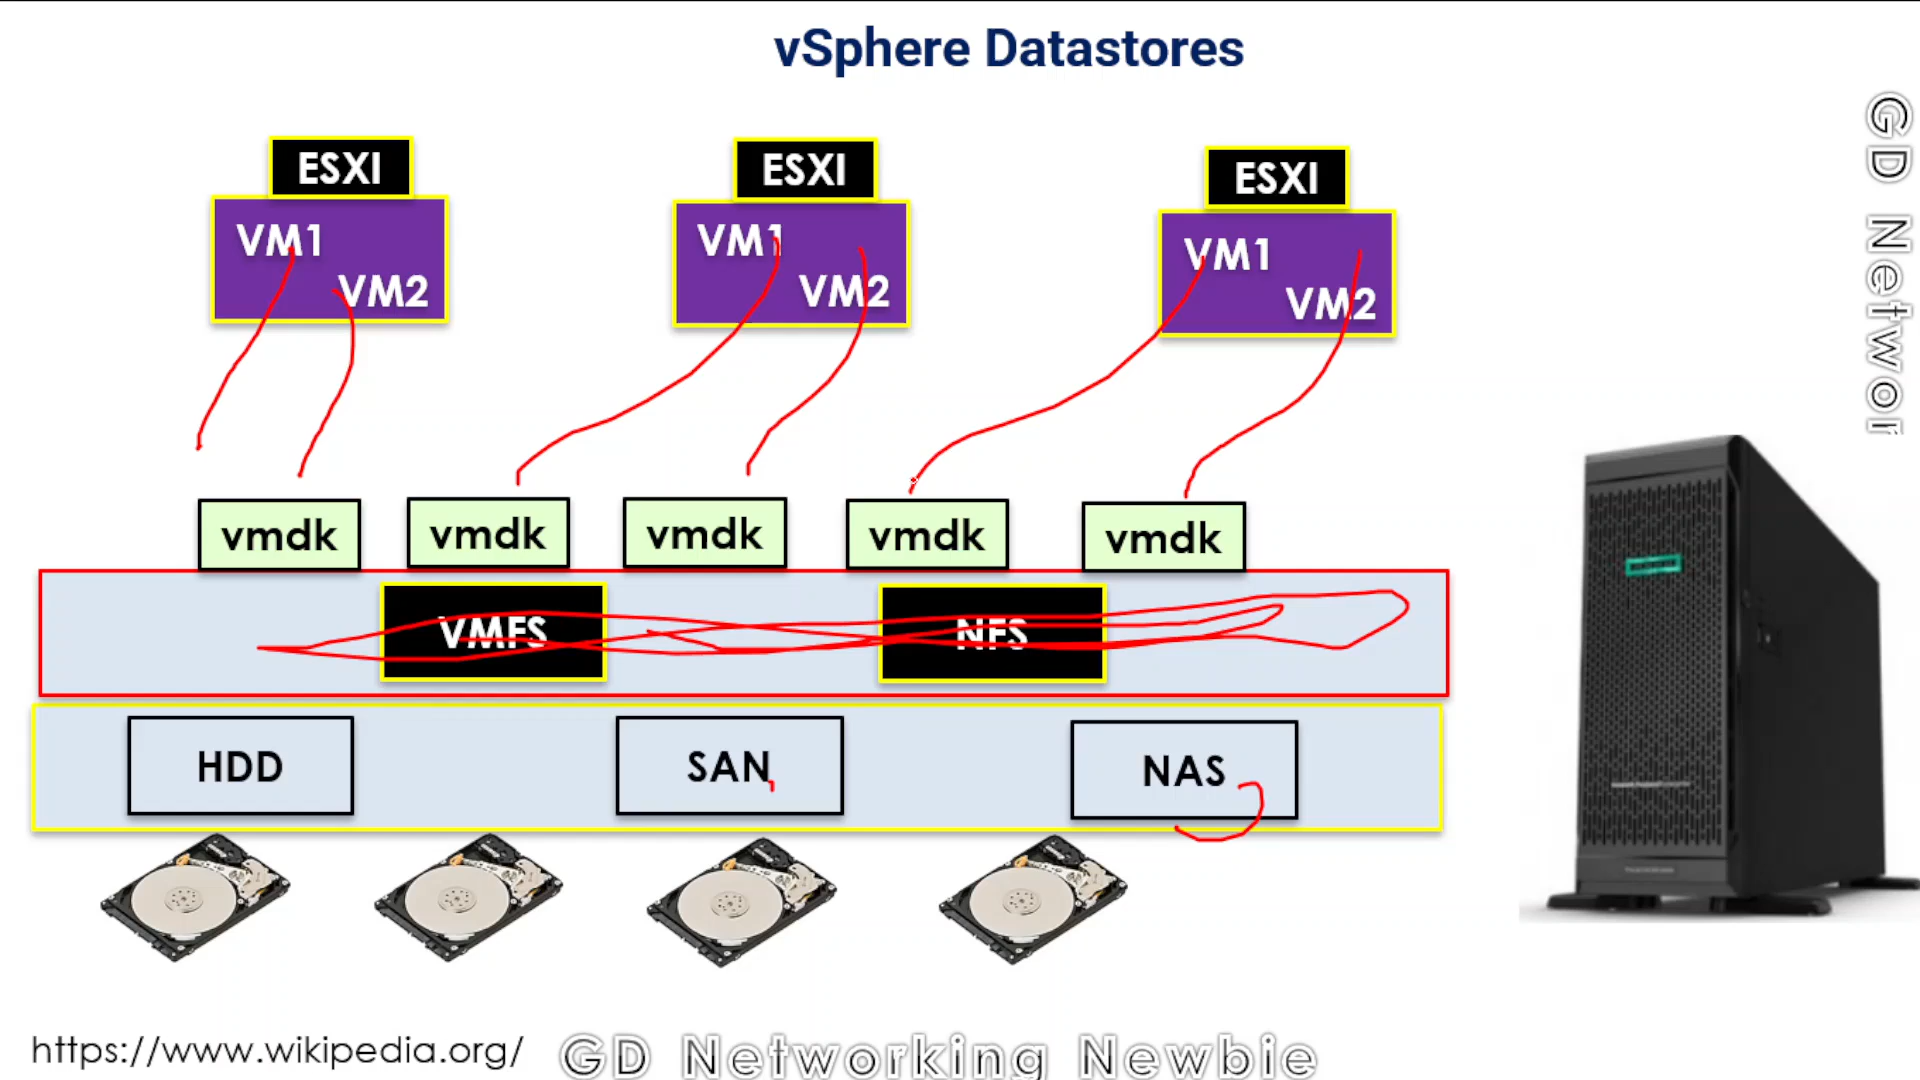 vSphere Datastores
ESXI
ESXI
ESXI
VM1
VM2
VM1
VM2
VM1
VM2
vmdk
vmdk
vmdk
vmdk
vmdk
VMFS
NFS
HDD
SAN
NAS
https://www.wikipedia.org/
GD Networking Newbie
GD Networ